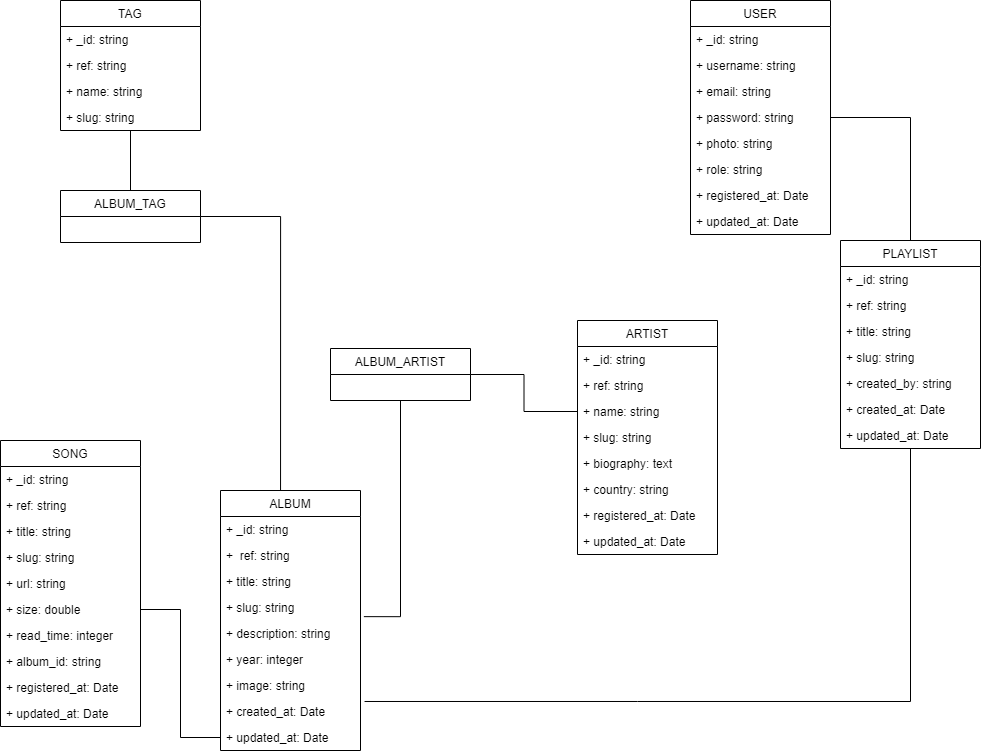 TAG
+ _id: string
+ ref: string
+ name: string
+ slug: string
USER
+ _id: string
+ username: string
+ email: string
+ password: string
+ photo: string
+ role: string
+ registered_at: Date
+ updated_at: Date
ALBUM_TAG
PLAYLIST
+ _id: string
+ ref: string
+ title: string
+ slug: string
+ created_by: string
+ created_at: Date
+ updated_at: Date
ALBUM_ARTIST
ARTIST
+ _id: string
+ ref: string
+ name: string
+ slug: string
+ biography: text
+ country: string
+ registered_at: Date
+ updated_at: Date
SONG
+ _id: string
+ ref: string
+ title: string
+ slug: string
+ url: string
+ size: double
+ read_time: integer
+ album_id: string
+ registered_at: Date
+ updated_at: Date
ALBUM
+ _id: string
+ ref: string
+ title: string
+ slug: string
+ description: string
+ year: integer
+ image: string
+ created_at: Date
+ updated_at: Date